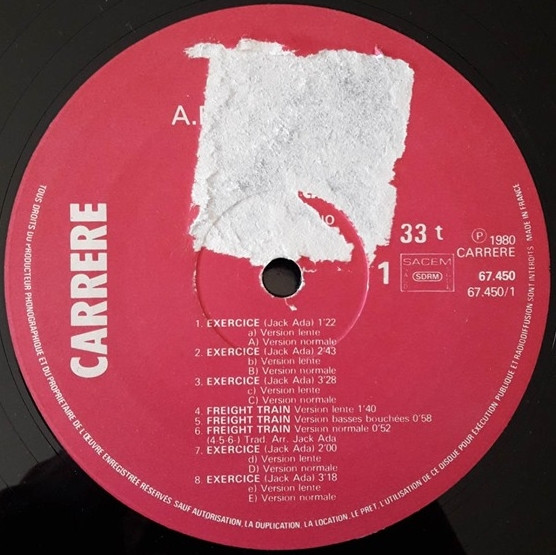 A.
33 t
1
℗ 1980
CARRERE
SACEM
SDRM
67.450
67.450/1
CARRERE
1. EXERCICE (Jack Ada) 1'22
a) Version lente
A) Version normale
2. EXERCICE (Jack Ada) 2'43
b) Version lente
B) Version normale
3. EXERCICE (Jack Ada) 3'28
c) Version lente
C) Version normale
4 FREIGHT TRAIN Version lente 1'40
5 FREIGHT TRAIN Version basses bouchées 0'58
6 FREIGHT TRAIN Version normale 0'52
(4-5-6-) Trad. Arr. Jack Ada
7 EXERCICE (Jack Ada) 2'00
d) Version lente
D) Version normale
8 EXERCICE (Jack Ada) 3'18
e) Version lente
E) Version normale
TOUS DROITS DU PRODUCTEUR PHONOGRAPHIQUE ET DU PROPRIETAIRE DE L'ŒUVRE ENREGISTREE RESERVES. SAUF AUTORISATION, LA DUPLICATION, LA LOCATION, LE PRET, L'UTILISATION DE CE DISQUE POUR EXECUTION PUBLIQUE ET RADIODIFFUSION SONT INTERDITS. MADE IN FRANCE